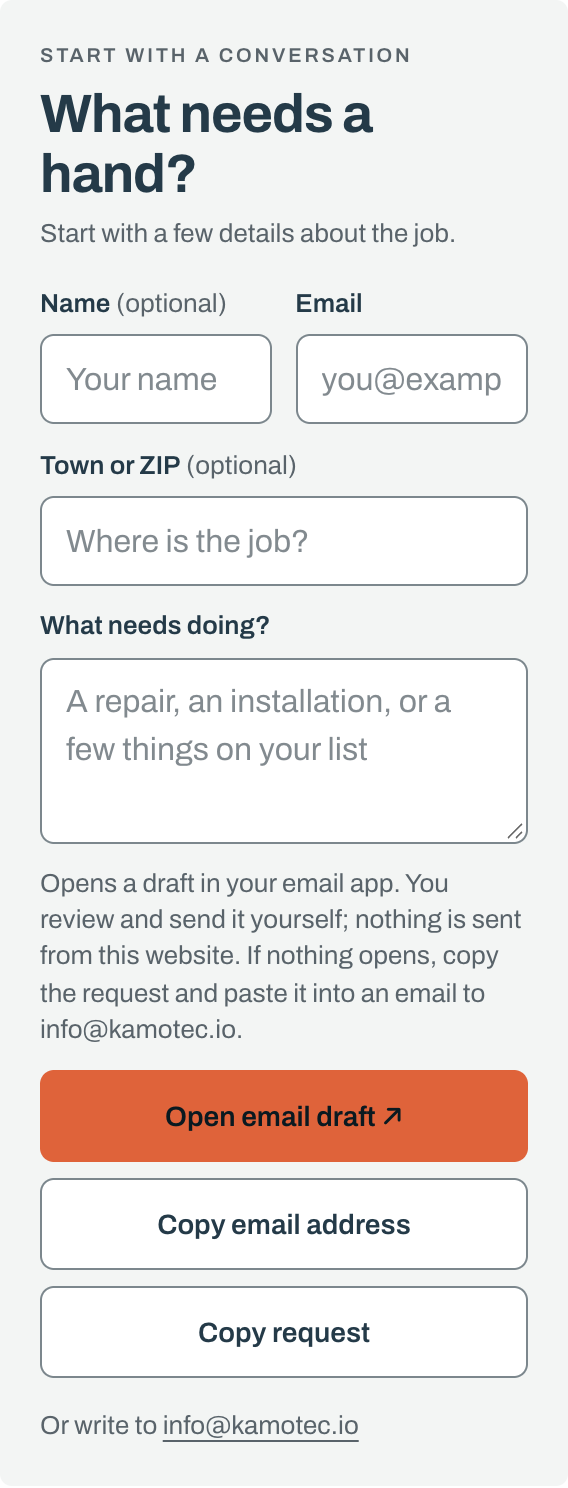 START WITH A CONVERSATION
What needs a
hand?
Start with a few details about the job.
Name (optional)
Email
Your name
you@examp
Town or ZIP (optional)
Where is the job?
What needs doing?
A repair, an installation, or a
few things on your list
Opens a draft in your email app. You
review and send it yourself; nothing is sent
from this website. If nothing opens, copy
the request and paste it into an email to
info@kamotec.io.
Open email draft ↗
Copy email address
Copy request
Or write to info@kamotec.io